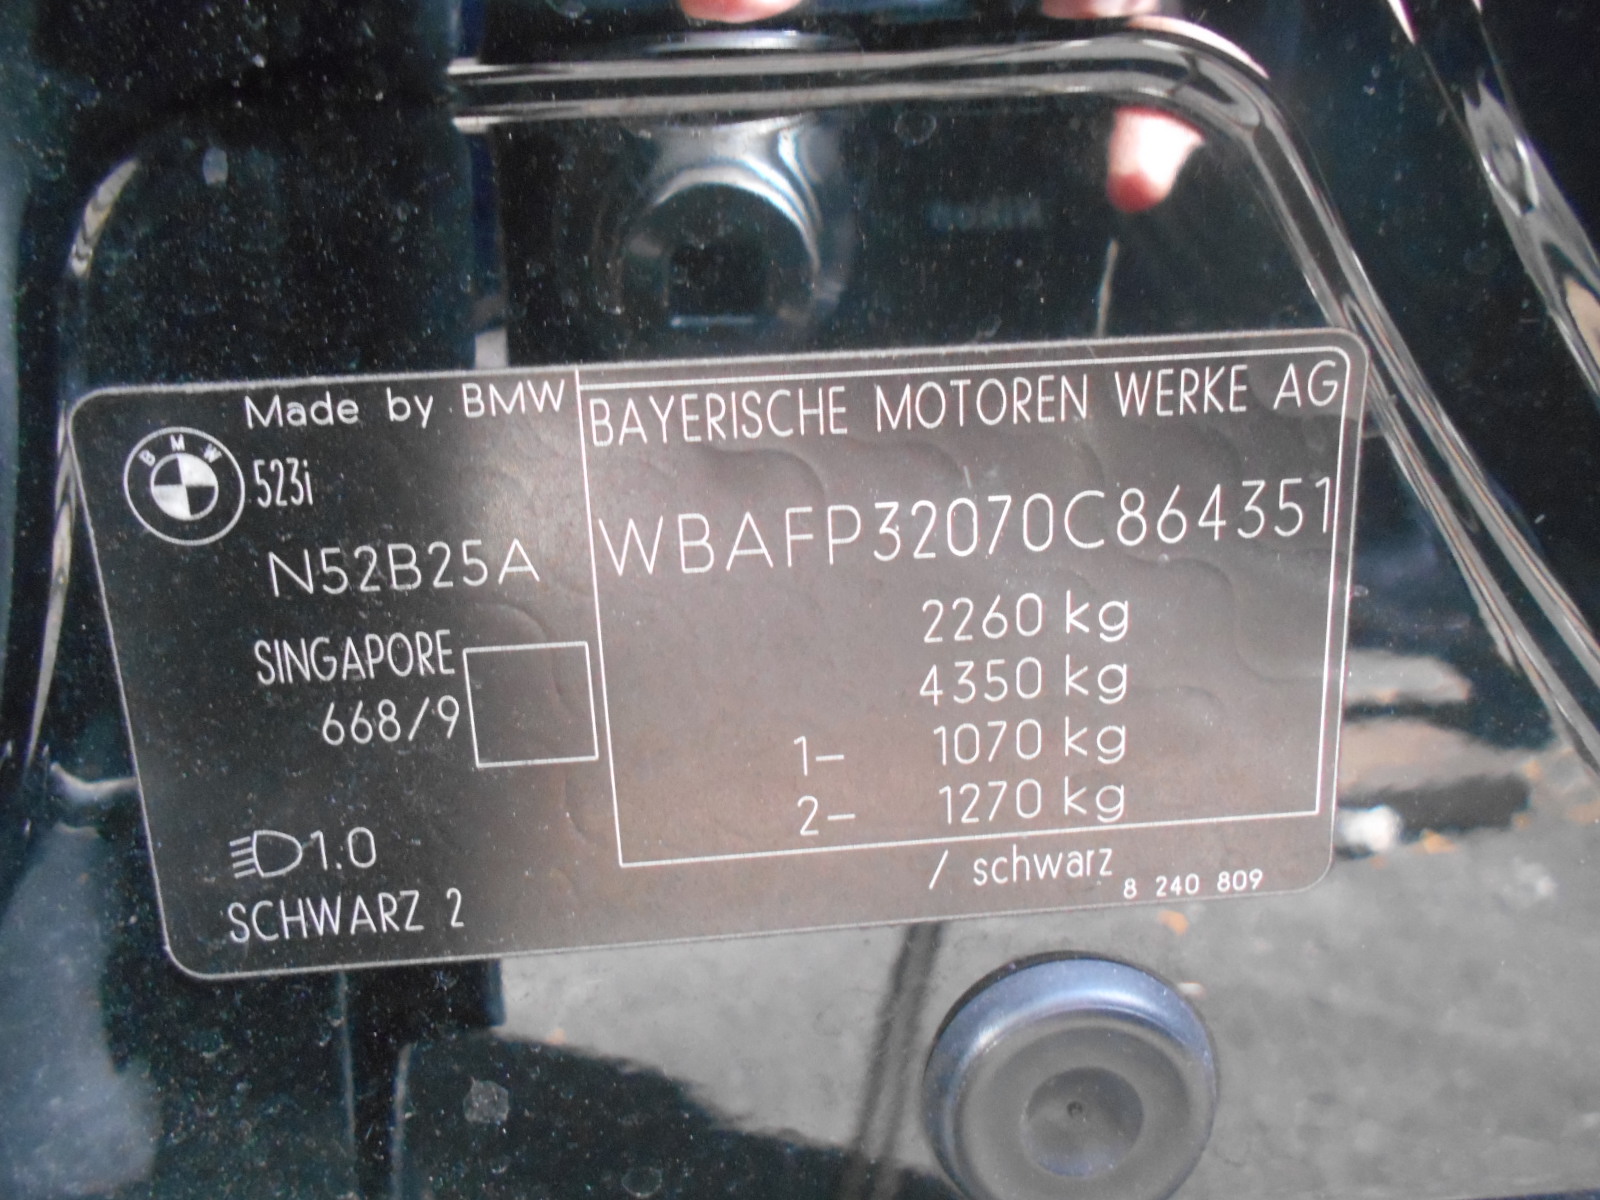 Made by BMW
BMW
523i
N52B25A
SINGAPORE
668/9
1.0
SCHWARZ 2
BAYERISCHE MOTOREN WERKE AG
WBAFP32070C864351
2260 kg
4350 kg
1- 1070 kg
2- 1270 kg
/ schwarz
8 240 809